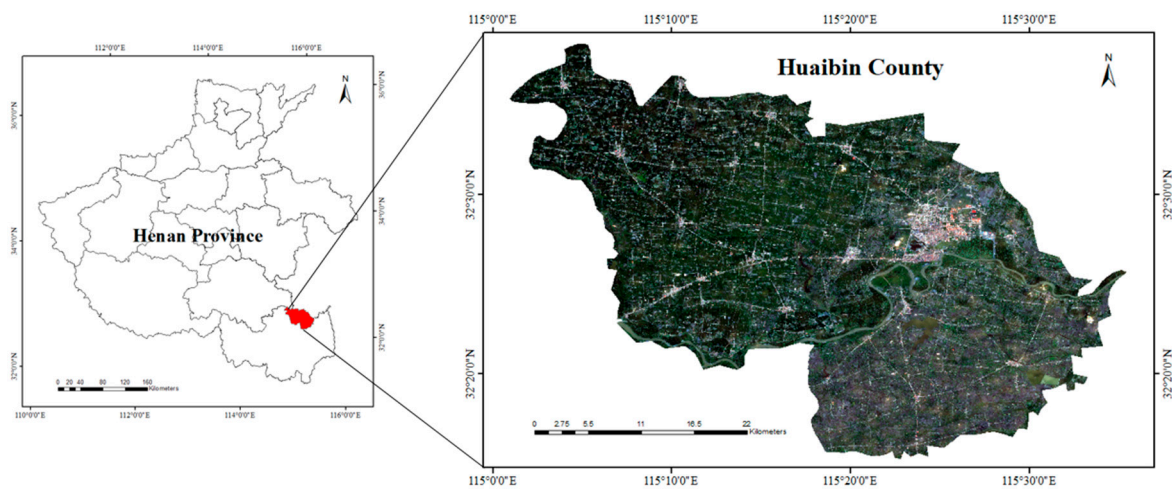 112°0'0"E 114°0'0"E 116°0'0"E
N
36°0'0"N
36°0'0"N
34°0'0"N
34°0'0"N
Henan Province
32°0'0"N
32°0'0"N
0 20 40 80 120 160
Kilometers
110°0'0"E 112°0'0"E 114°0'0"E 116°0'0"E
115°0'0"E 115°10'0"E 115°20'0"E 115°30'0"E
Huaibin County
N
32°30'0"N
32°30'0"N
32°20'0"N
32°20'0"N
0 2.75 5.5 11 16.5 22
Kilometers
115°0'0"E 115°10'0"E 115°20'0"E 115°30'0"E